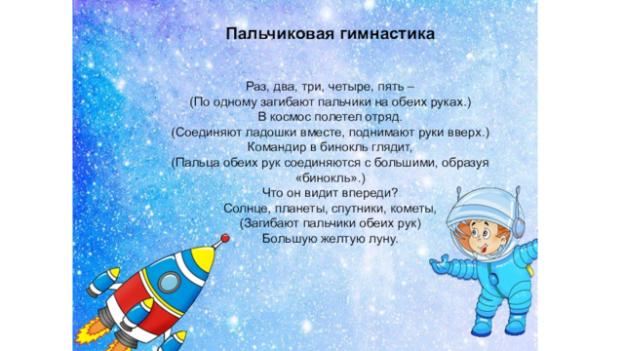 Пальчиковая гимнастика
Раз, два, три, четыре, пять –
(По одному загибают пальчики на обеих руках.)
В космос полетел отряд.
(Соединяют ладошки вместе, поднимают руки вверх.)
Командир в бинокль глядит,
(Пальца обеих рук соединяются с большими, образуя
«бинокль».)
Что он видит впереди?
Солнце, планеты, спутники, кометы,
(Загибают пальчики обеих рук)
Большую желтую луну.